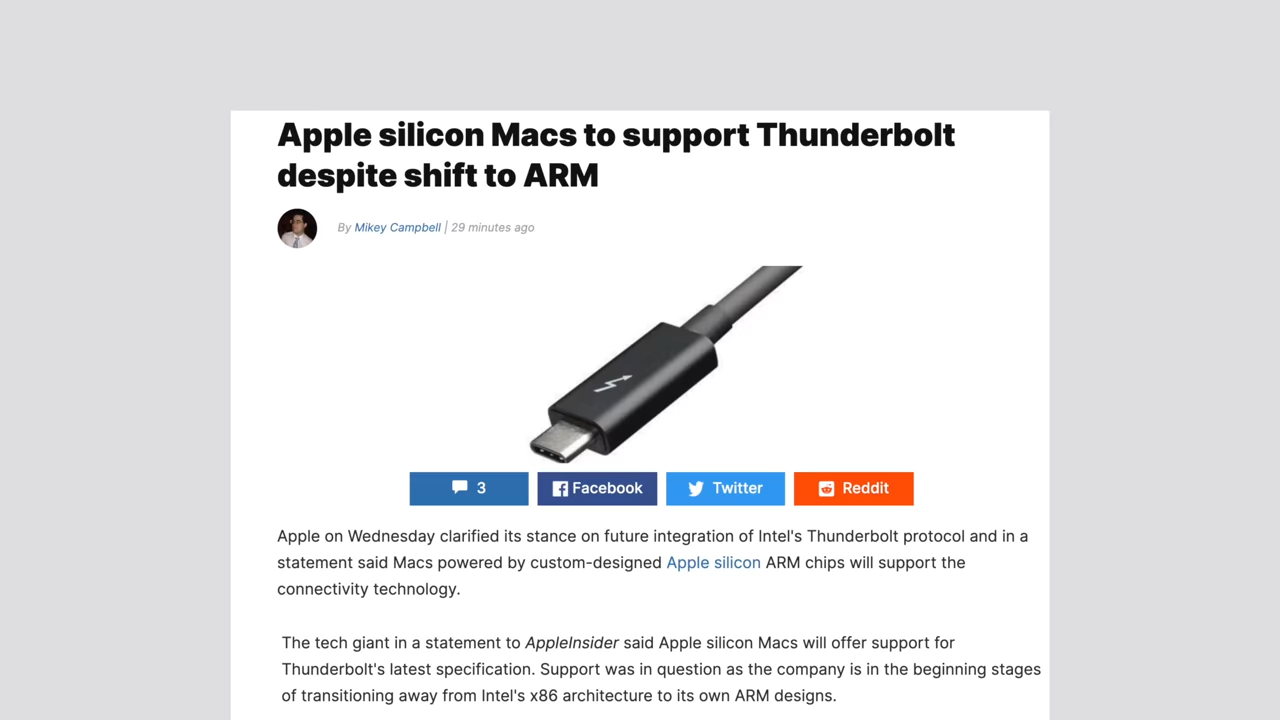 Apple silicon Macs to support Thunderbolt
despite shift to ARM
By Mikey Campbell | 29 minutes ago
3
Facebook
Twitter
Reddit
Apple on Wednesday clarified its stance on future integration of Intel's Thunderbolt protocol and in a
statement said Macs powered by custom-designed Apple silicon ARM chips will support the
connectivity technology.
The tech giant in a statement to AppleInsider said Apple silicon Macs will offer support for
Thunderbolt's latest specification. Support was in question as the company is in the beginning stages
of transitioning away from Intel's x86 architecture to its own ARM designs.